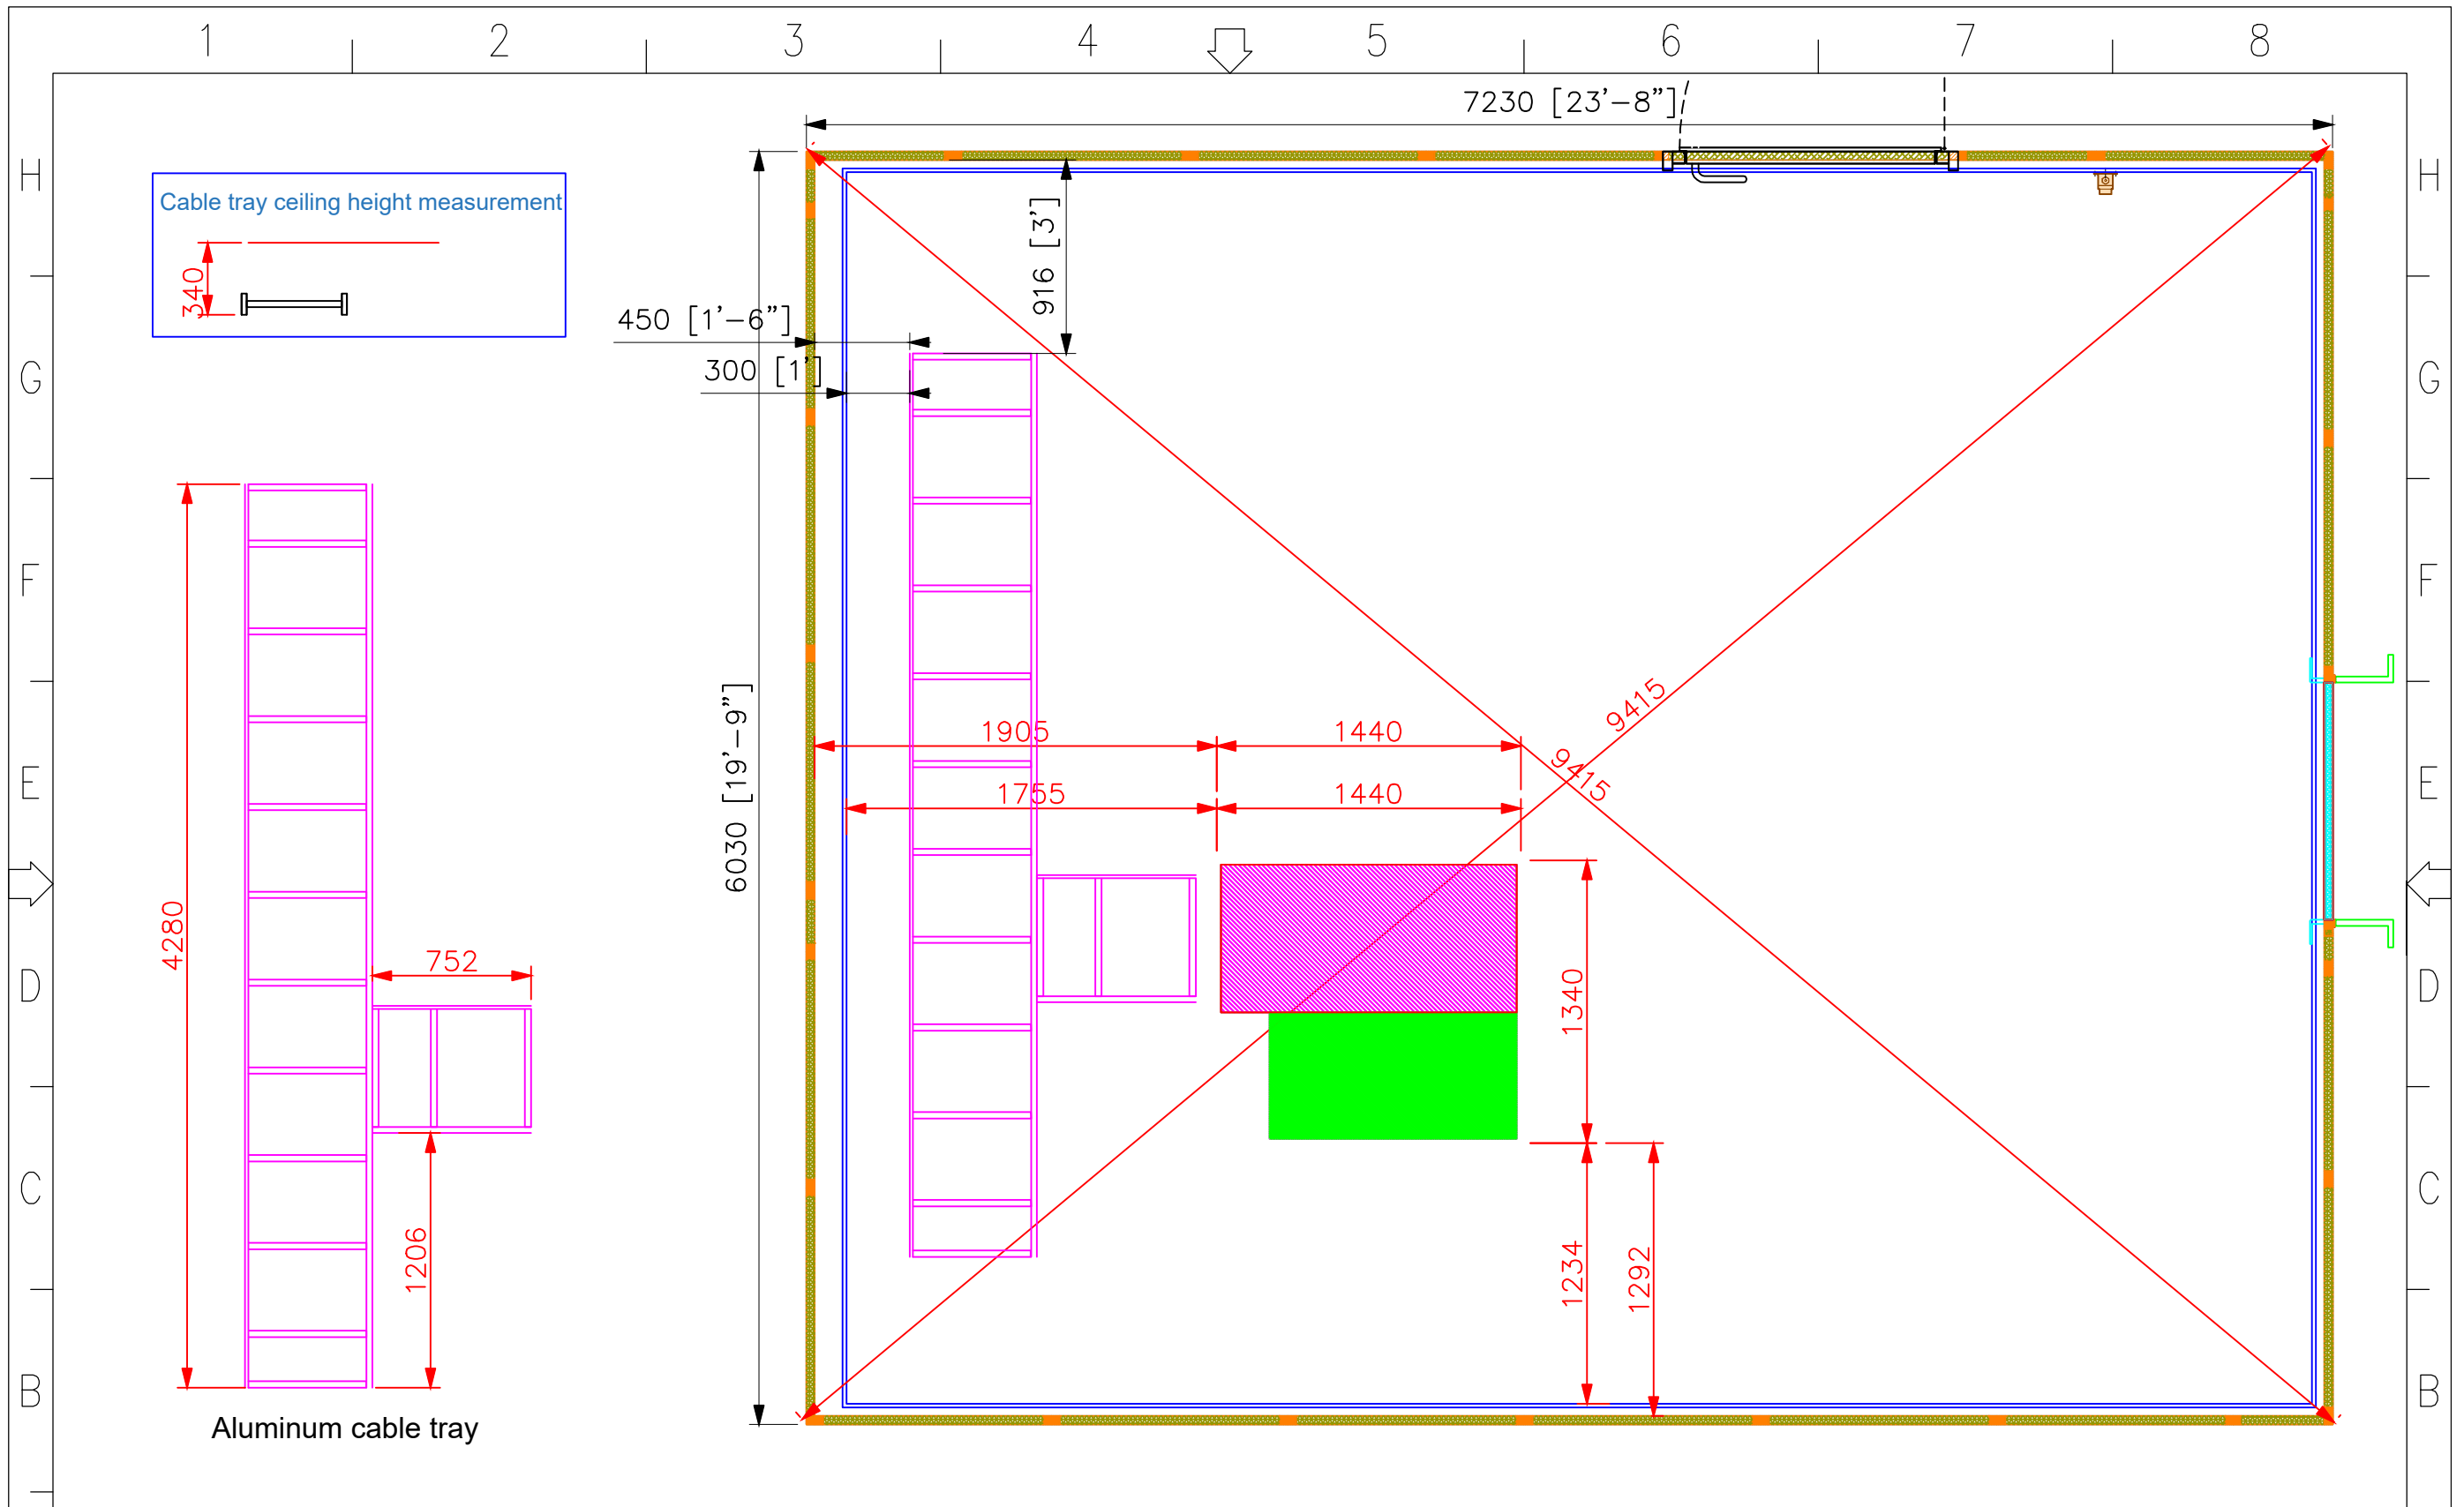 1 2 3 4 5 6 7 8
7230 [23'-8"]
H H
Cable tray ceiling height measurement
340
916 [3']
450 [1'-6"]
300 [1']
G G
F F
9415
9415
6030 [19'-9"]
1905 1440
1755 1440
E E
4280
752
1340
D D
1206
1234
1292
C C
B B
Aluminum cable tray